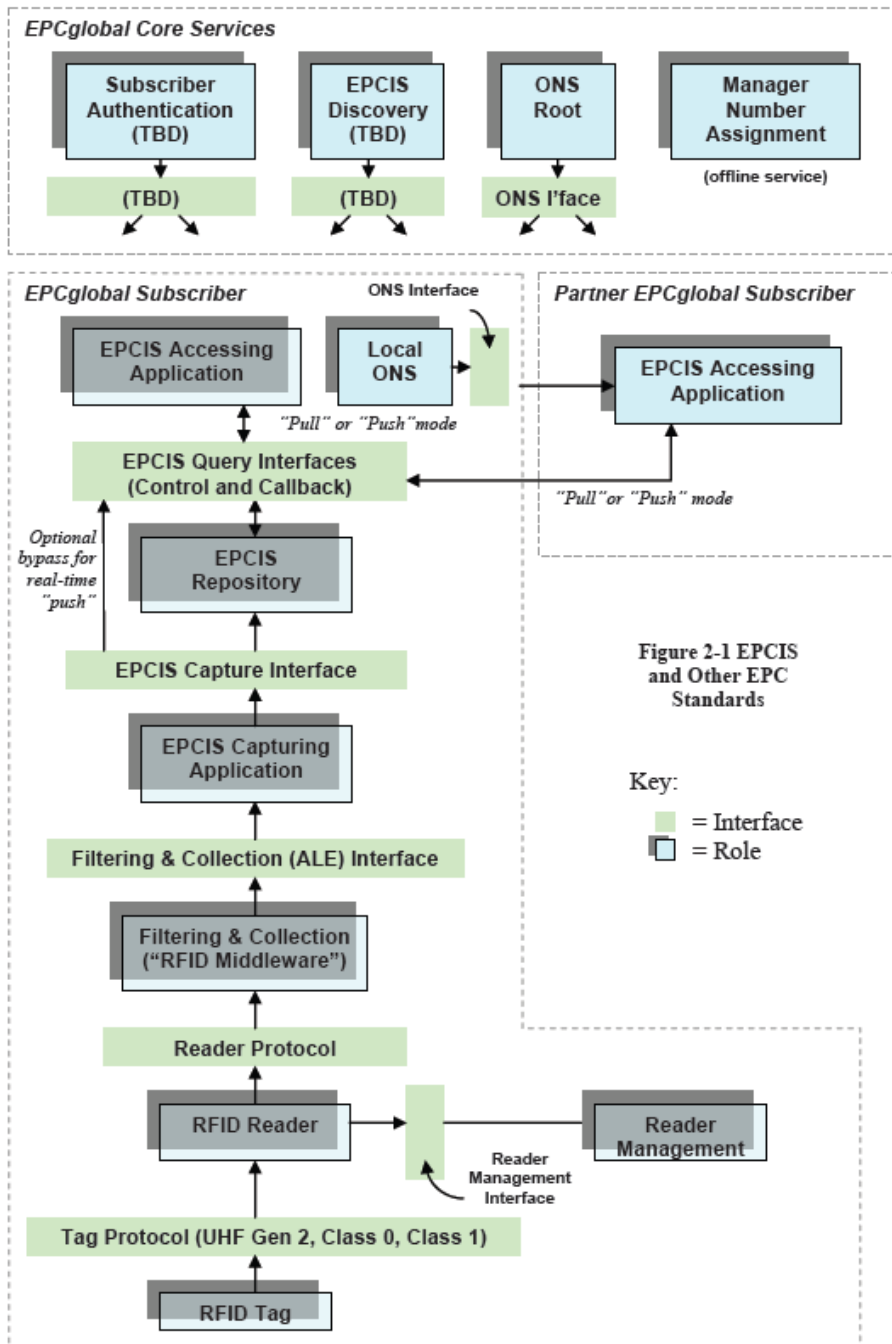 EPCglobal Core Services
Subscriber
Authentication
(TBD)
EPCIS
Discovery
(TBD)
ONS
Root
Manager
Number
Assignment
(offline service)
(TBD)
(TBD)
ONS I'face
EPCglobal Subscriber
ONS Interface
Partner EPCglobal Subscriber
EPCIS Accessing
Application
Local
ONS
EPCIS Accessing
Application
"Pull" or "Push"mode
EPCIS Query Interfaces
(Control and Callback)
"Pull"or "Push" mode
Optional
bypass for
real-time
"push"
EPCIS
Repository
EPCIS Capture Interface
Figure 2-1 EPCIS
and Other EPC
Standards
EPCIS Capturing
Application
Key:
= Interface
= Role
Filtering & Collection (ALE) Interface
Filtering & Collection
(“RFID Middleware”)
Reader Protocol
RFID Reader
Reader
Management
Reader
Management
Interface
Tag Protocol (UHF Gen 2, Class 0, Class 1)
RFID Tag